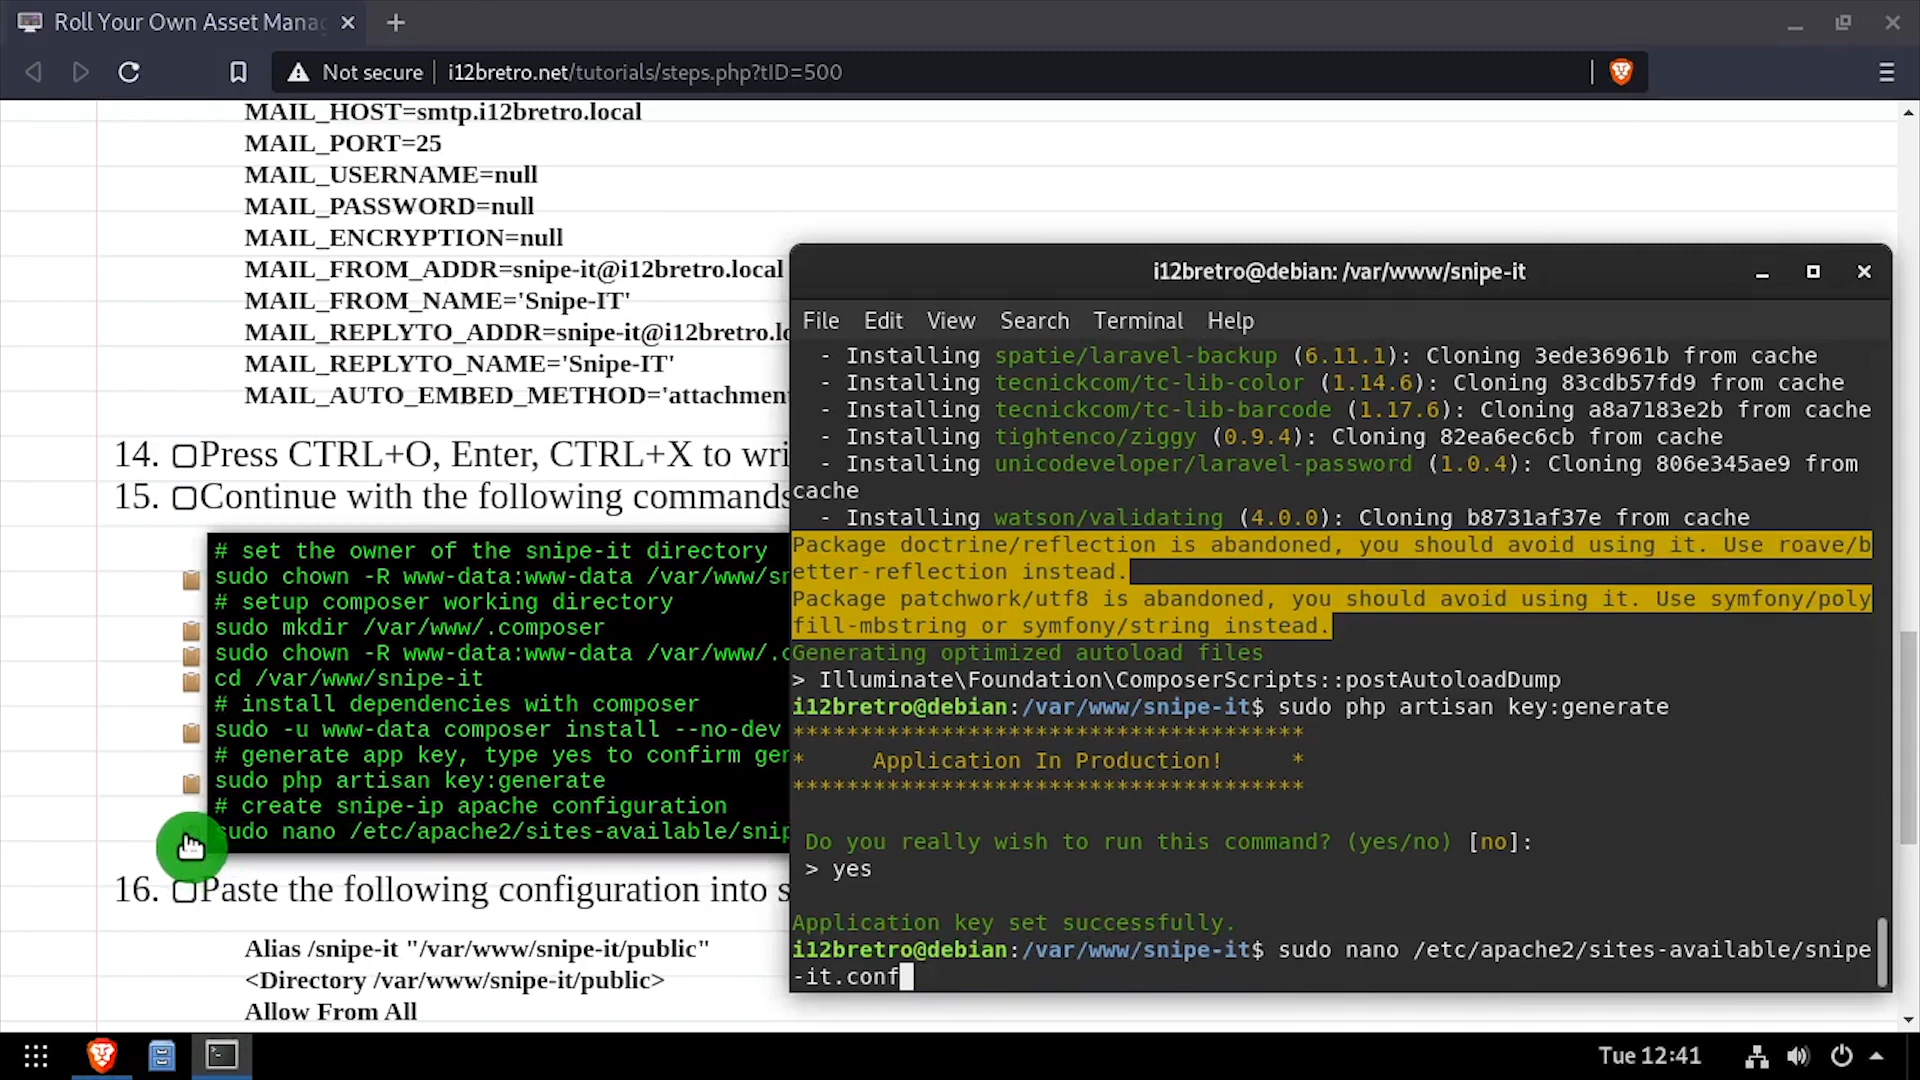 Roll Your Own Asset Mana
Not secure
i12bretro.net/tutorials/steps.php?tID=500
MAIL_HOST=smtp.i12bretro.local
MAIL_PORT=25
MAIL_USERNAME=null
MAIL_PASSWORD=null
MAIL_ENCRYPTION=null
MAIL_FROM_ADDR=snipe-it@i12bretro.local
MAIL_FROM_NAME='Snipe-IT'
MAIL_REPLYTO_ADDR=snipe-it@i12bretro.lo
MAIL_REPLYTO_NAME='Snipe-IT'
MAIL_AUTO_EMBED_METHOD='attachment
14. Press CTRL+O, Enter, CTRL+X to wri
15. Continue with the following commands
# set the owner of the snipe-it directory
sudo chown -R www-data:www-data /var/www/sn
# setup composer working directory
sudo mkdir /var/www/.composer
sudo chown -R www-data:www-data /var/www/.c
cd /var/www/snipe-it
# install dependencies with composer
sudo -u www-data composer install --no-dev
# generate app key, type yes to confirm gen
sudo php artisan key:generate
# create snipe-ip apache configuration
sudo nano /etc/apache2/sites-available/snip
16. Paste the following configuration into s
Alias /snipe-it "/var/www/snipe-it/public"
<Directory /var/www/snipe-it/public>
Allow From All
i12bretro@debian: /var/www/snipe-it
File Edit View Search Terminal Help
- Installing spatie/laravel-backup (6.11.1): Cloning 3ede36961b from cache
- Installing tecnickcom/tc-lib-color (1.14.6): Cloning 83cdb57fd9 from cache
- Installing tecnickcom/tc-lib-barcode (1.17.6): Cloning a8a7183e2b from cache
- Installing tightenco/ziggy (0.9.4): Cloning 82ea6ec6cb from cache
- Installing unicodeveloper/laravel-password (1.0.4): Cloning 806e345ae9 from
cache
- Installing watson/validating (4.0.0): Cloning b8731af37e from cache
Package doctrine/reflection is abandoned, you should avoid using it. Use roave/b
etter-reflection instead.
Package patchwork/utf8 is abandoned, you should avoid using it. Use symfony/poly
fill-mbstring or symfony/string instead.
Generating optimized autoload files
> Illuminate\Foundation\ComposerScripts::postAutoloadDump
i12bretro@debian:/var/www/snipe-it$ sudo php artisan key:generate
**************************************
* Application In Production! *
**************************************
Do you really wish to run this command? (yes/no) [no]:
> yes
Application key set successfully.
i12bretro@debian:/var/www/snipe-it$ sudo nano /etc/apache2/sites-available/snipe
-it.conf
Tue 12:41